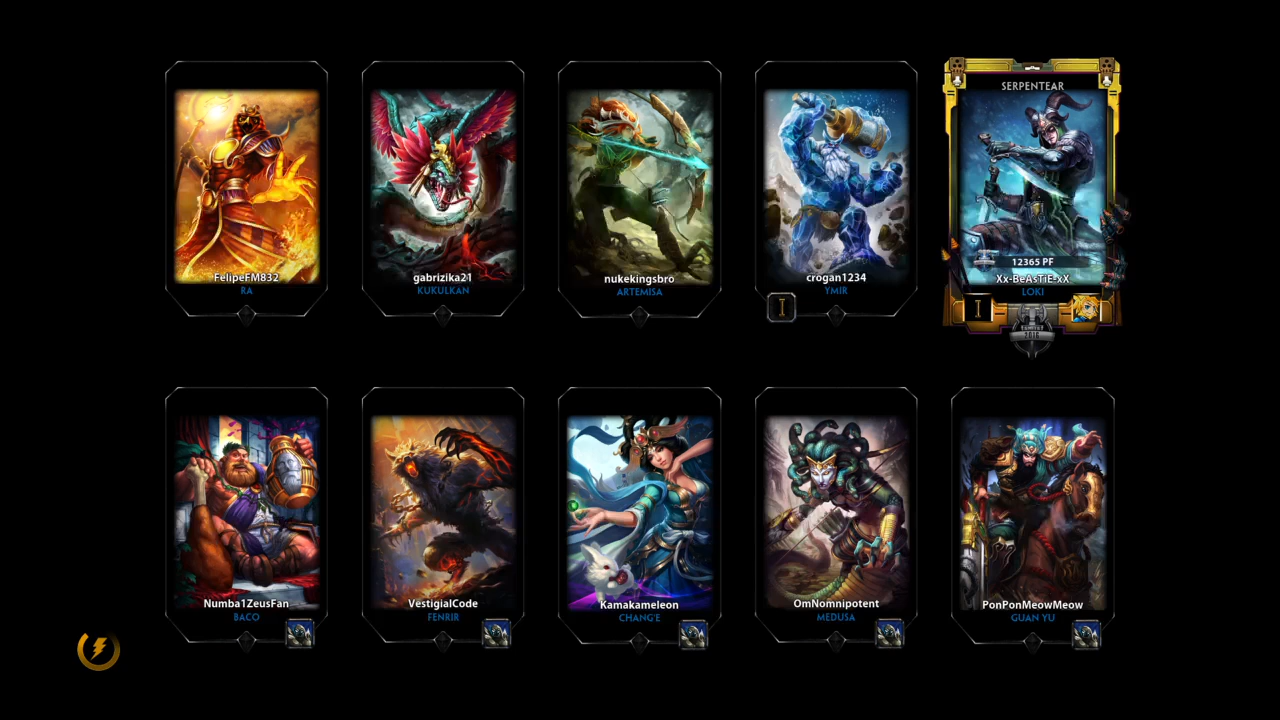 FelipeFM832
RA
gabrizika21
KUKULKAN
nukekingsbro
ARTEMISA
crogan1234
YMIR
I
SERPENTEAR
12365 PF
Xx-BeAsTiE-xX
LOKI
I
2016
Numba1ZeusFan
BACO
VestigialCode
FENRIR
Kamakameleon
CHANG'E
OmNomnipotent
MEDUSA
PonPonMeowMeow
GUAN YU